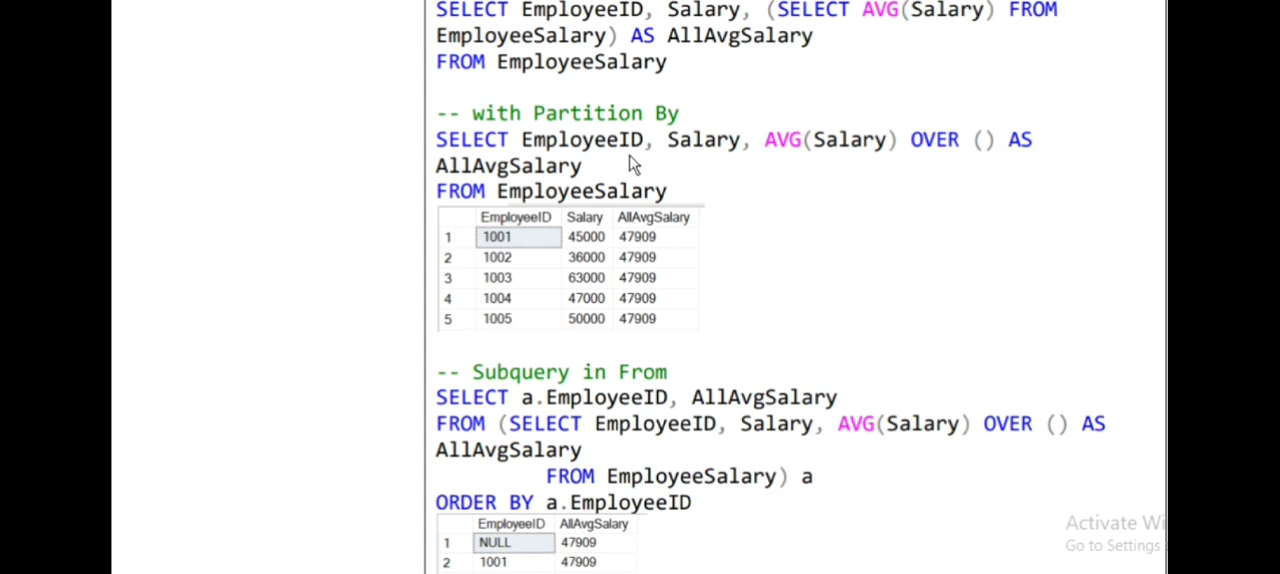 SELECT EmployeeID, Salary, (SELECT AVG(Salary) FROM
EmployeeSalary) AS AllAvgSalary
FROM EmployeeSalary
-- with Partition By
SELECT EmployeeID, Salary, AVG(Salary) OVER () AS
AllAvgSalary
FROM EmployeeSalary
EmployeeID Salary AllAvgSalary
1 1001 45000 47909
2 1002 36000 47909
3 1003 63000 47909
4 1004 47000 47909
5 1005 50000 47909
-- Subquery in From
SELECT a.EmployeeID, AllAvgSalary
FROM (SELECT EmployeeID, Salary, AVG(Salary) OVER () AS
AllAvgSalary
FROM EmployeeSalary) a
ORDER BY a.EmployeeID
EmployeeID AllAvgSalary
1 NULL 47909
2 1001 47909
Activate Wi
Go to Settings